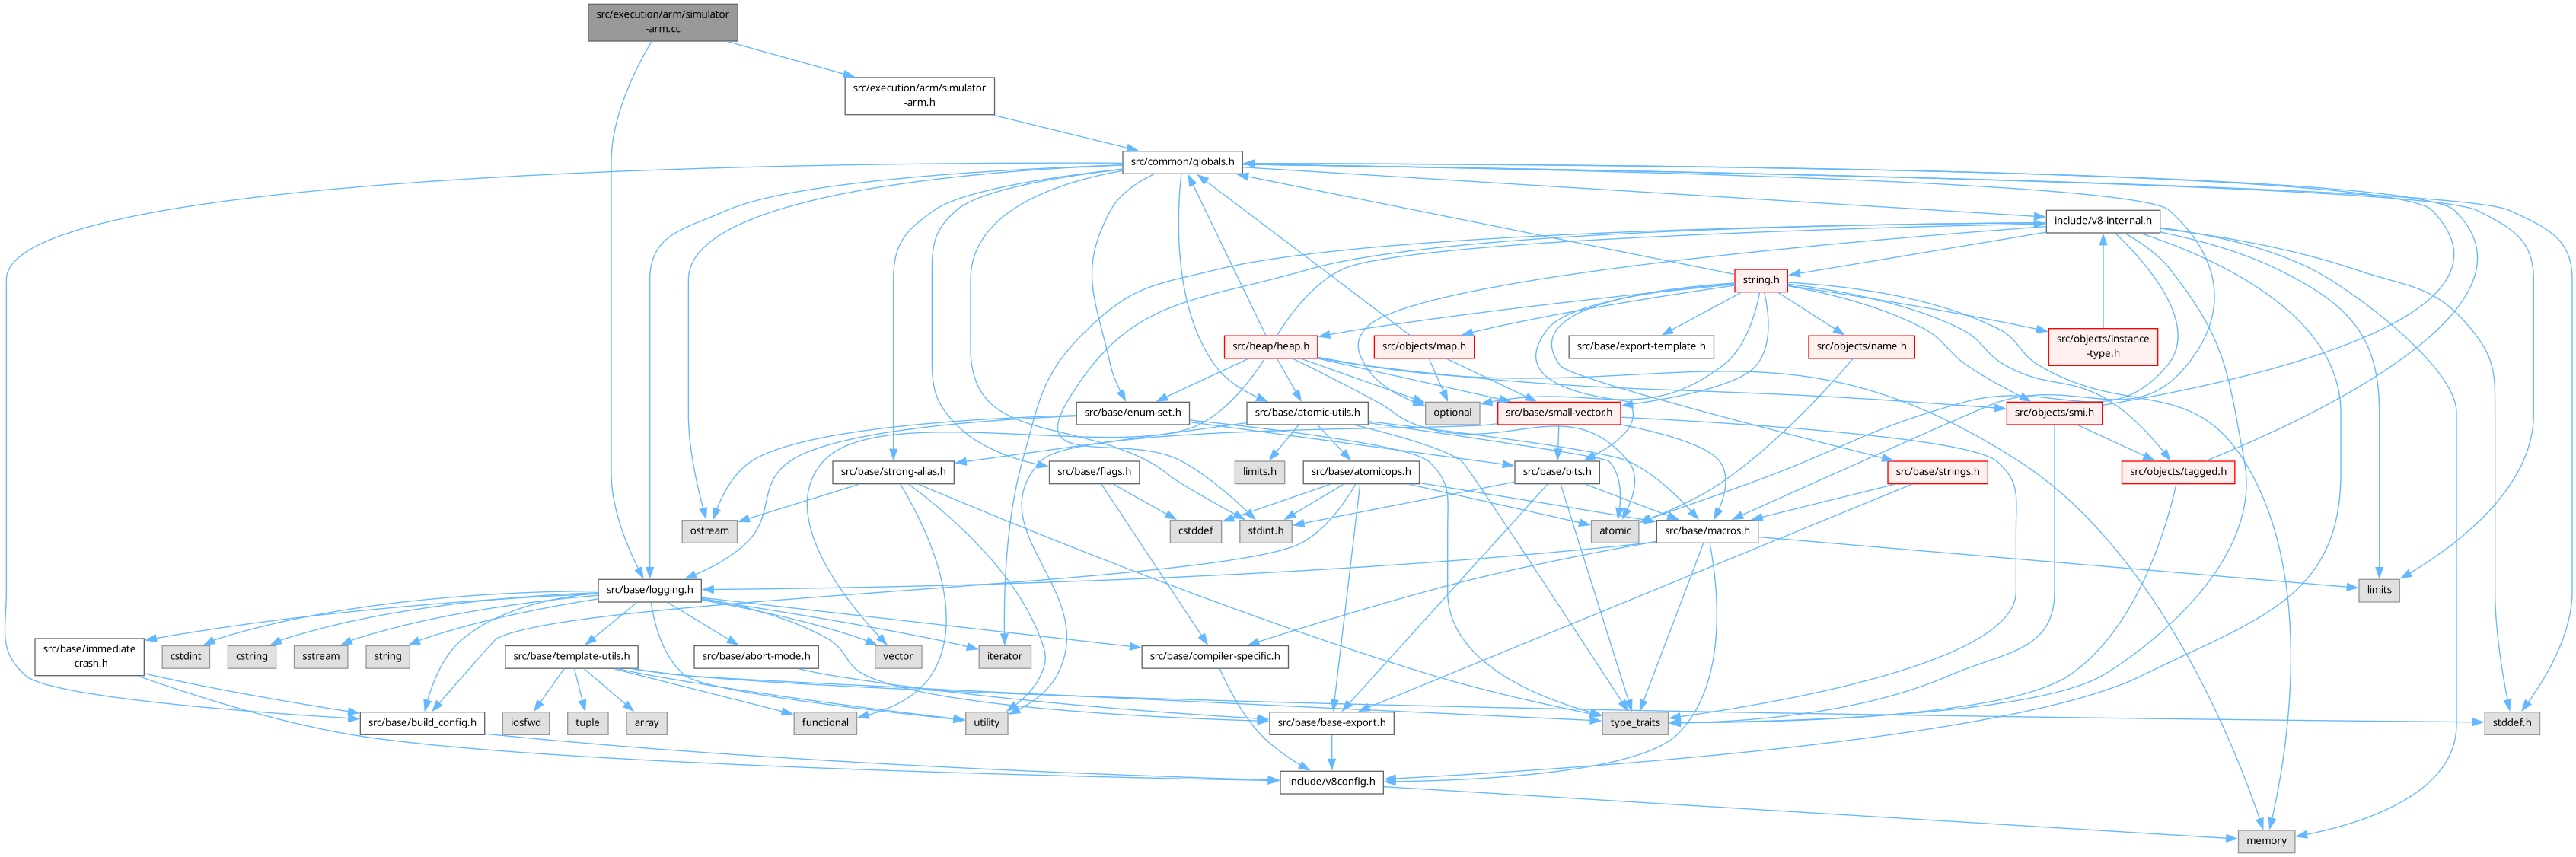 src/execution/arm/simulator
-arm.cc
src/execution/arm/simulator
-arm.h
src/common/globals.h
include/v8-internal.h
string.h
src/heap/heap.h
src/objects/map.h
src/base/export-template.h
src/objects/name.h
src/objects/instance
-type.h
src/base/enum-set.h
src/base/atomic-utils.h
optional
src/base/small-vector.h
src/objects/smi.h
src/base/strong-alias.h
src/base/flags.h
limits.h
src/base/atomicops.h
src/base/bits.h
src/base/strings.h
src/objects/tagged.h
ostream
cstddef
stdint.h
atomic
src/base/macros.h
src/base/logging.h
limits
src/base/immediate
-crash.h
cstdint
cstring
sstream
string
src/base/template-utils.h
src/base/abort-mode.h
vector
iterator
src/base/compiler-specific.h
src/base/build_config.h
iosfwd
tuple
array
functional
utility
src/base/base-export.h
type_traits
stddef.h
include/v8config.h
memory